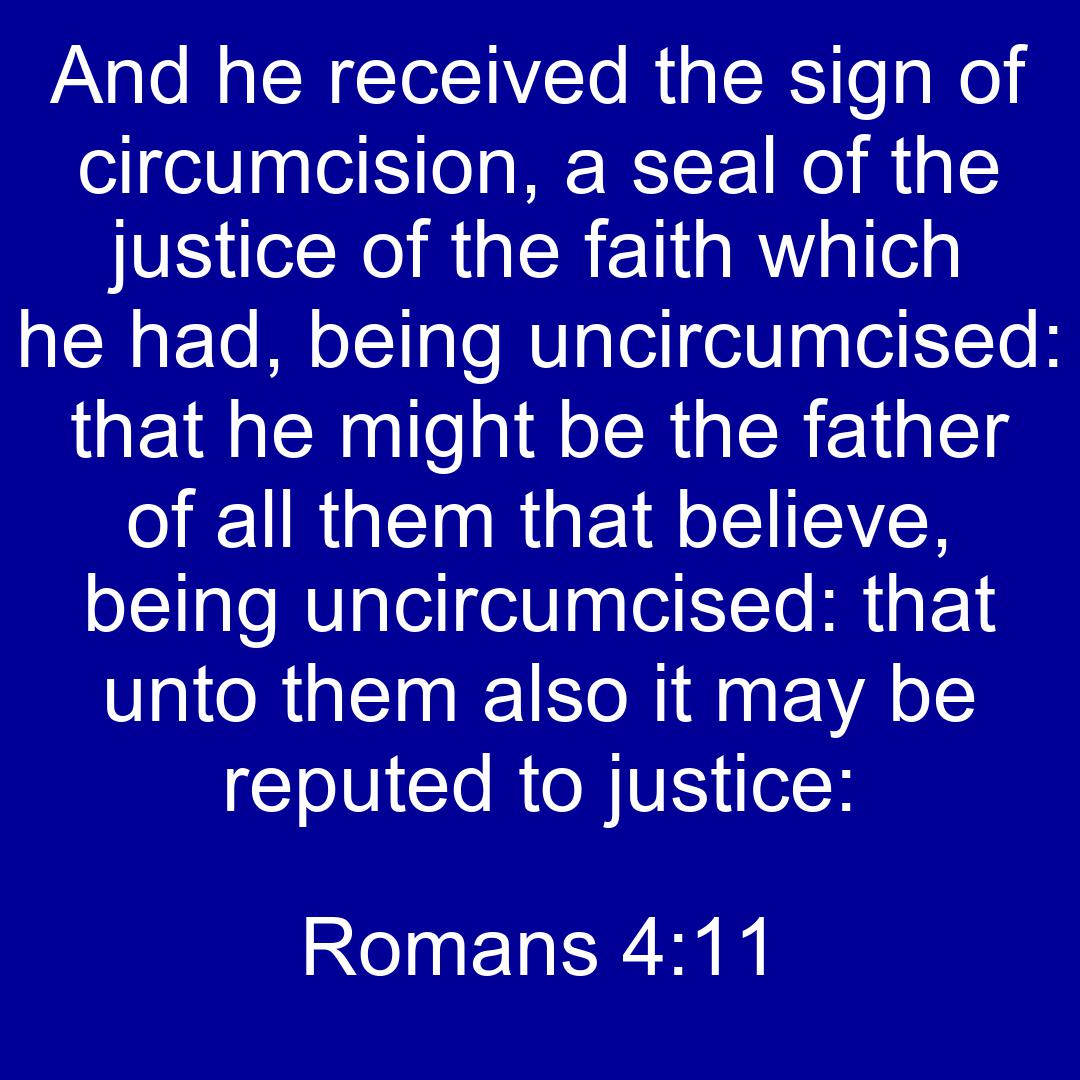 And he received the sign of
circumcision, a seal of the
justice of the faith which
he had, being uncircumcised:
that he might be the father
of all them that believe,
being uncircumcised: that
unto them also it may be
reputed to justice:
Romans 4:11